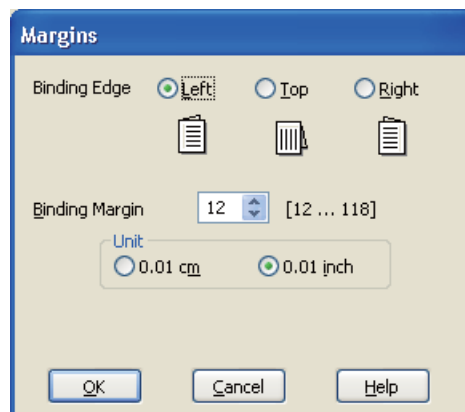 Margins
Binding Edge Left Top Right
Binding Margin 12 [12 ... 118]
Unit
0.01 cm 0.01 inch
OK Cancel Help